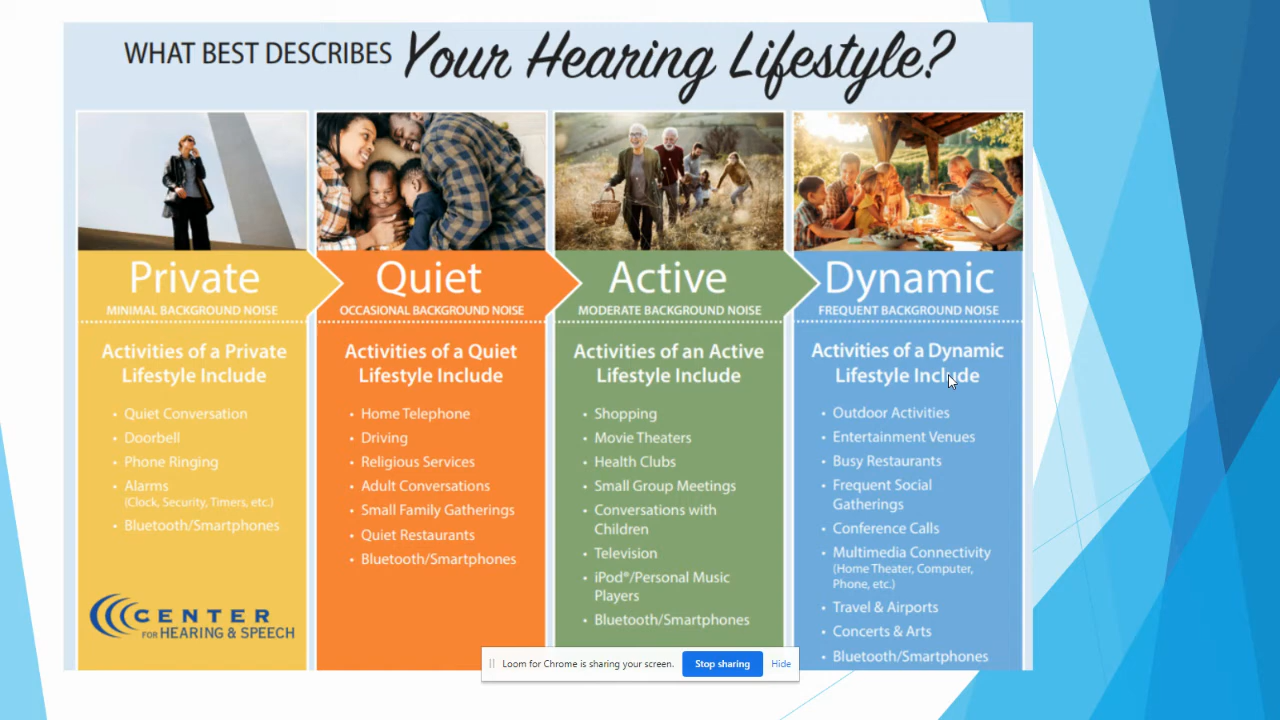 WHAT BEST DESCRIBES Your Hearing Lifestyle?
Private
MINIMAL BACKGROUND NOISE
Activities of a Private
Lifestyle Include
• Quiet Conversation
• Doorbell
• Phone Ringing
• Alarms
(Clock, Security, Timers, etc.)
• Bluetooth/Smartphones
CENTER
FOR HEARING & SPEECH
Quiet
OCCASIONAL BACKGROUND NOISE
Activities of a Quiet
Lifestyle Include
• Home Telephone
• Driving
• Religious Services
• Adult Conversations
• Small Family Gatherings
• Quiet Restaurants
• Bluetooth/Smartphones
Active
MODERATE BACKGROUND NOISE
Activities of an Active
Lifestyle Include
• Shopping
• Movie Theaters
• Health Clubs
• Small Group Meetings
• Conversations with
Children
• Television
• iPod®/Personal Music
Players
• Bluetooth/Smartphones
Dynamic
FREQUENT BACKGROUND NOISE
Activities of a Dynamic
Lifestyle Include
• Outdoor Activities
• Entertainment Venues
• Busy Restaurants
• Frequent Social
Gatherings
• Conference Calls
• Multimedia Connectivity
(Home Theater, Computer,
Phone, etc.)
• Travel & Airports
• Concerts & Arts
• Bluetooth/Smartphones
Loom for Chrome is sharing your screen. Stop sharing Hide